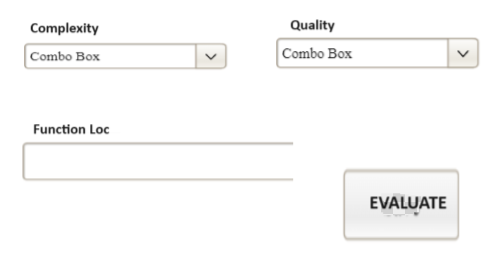 Complexity
Quality
Combo Box
Combo Box
Function Loc
EVALUATE